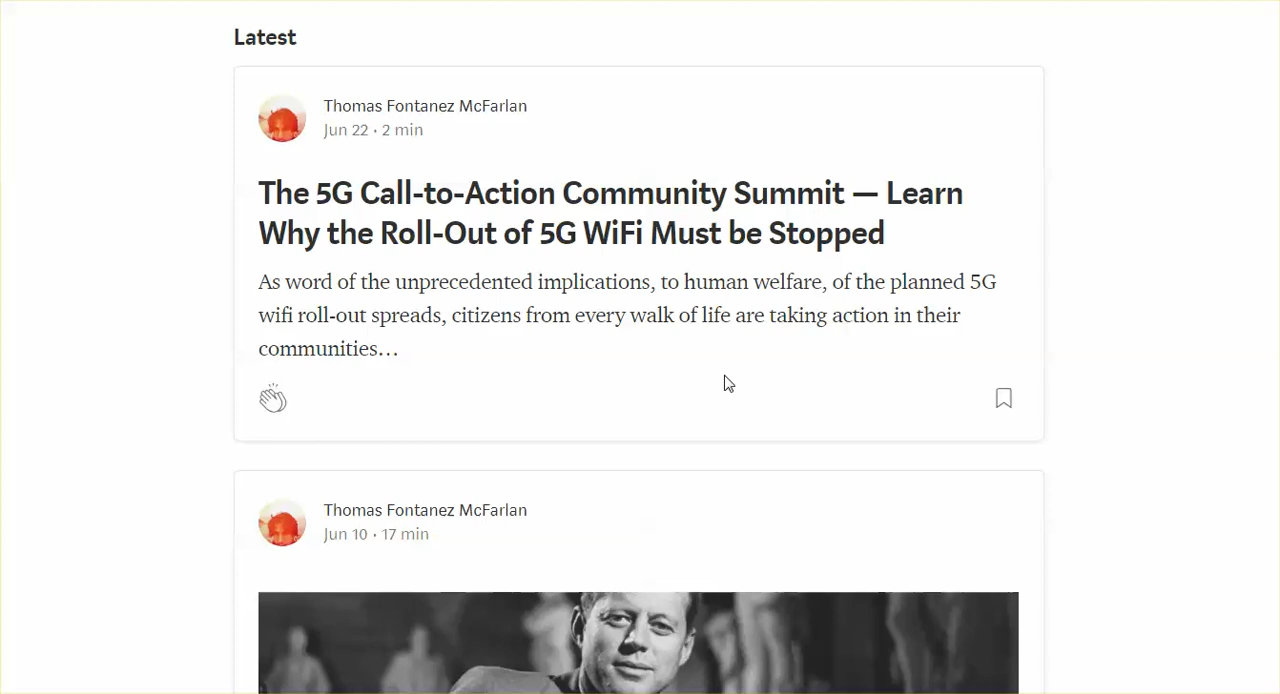 Latest
Thomas Fontanez McFarlan
Jun 22 · 2 min
The 5G Call-to-Action Community Summit — Learn
Why the Roll-Out of 5G WiFi Must be Stopped
As word of the unprecedented implications, to human welfare, of the planned 5G
wifi roll-out spreads, citizens from every walk of life are taking action in their
communities…
Thomas Fontanez McFarlan
Jun 10 · 17 min